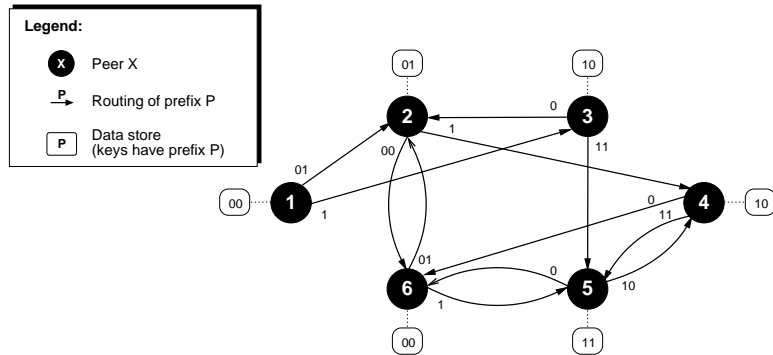 Legend:
X Peer X
P Routing of prefix P
P Data store
(keys have prefix P)
01 10
2 0 3
1 11
00
01
00 1 1 0 4 10
11
01 0
6 1 5 10
00 11